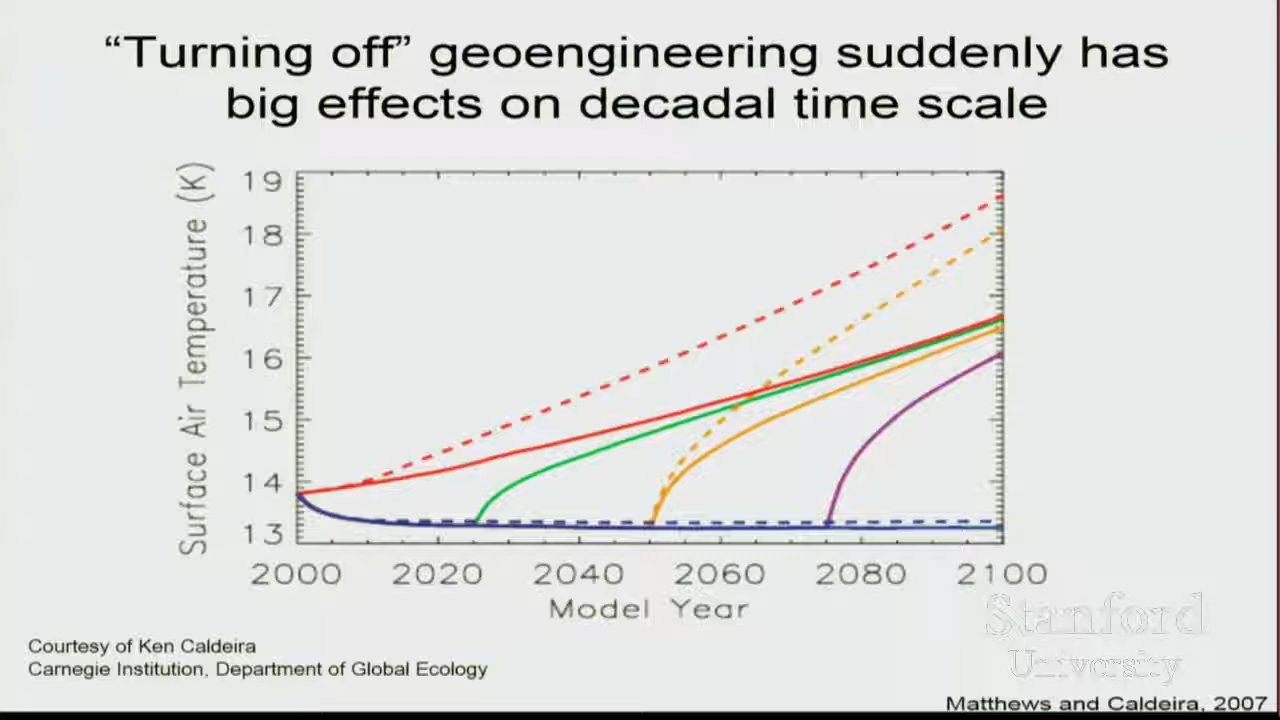 “Turning off” geoengineering suddenly has
big effects on decadal time scale
Surface Air Temperature (K)
19
18
17
16
15
14
13
2000 2020 2040 2060 2080 2100
Model Year
Stanford
University
Courtesy of Ken Caldeira
Carnegie Institution, Department of Global Ecology
Matthews and Caldeira, 2007